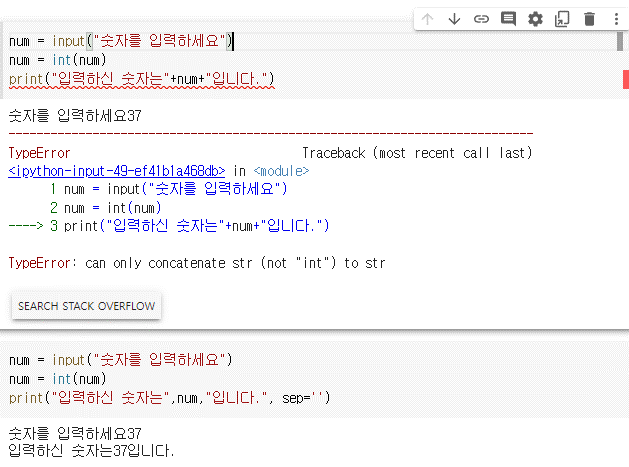 num = input("숫자를 입력하세요")
num = int(num)
print("입력하신 숫자는"+num+"입니다.")
숫자를 입력하세요37
---------------------------------------------------------------------------
TypeError                                 Traceback (most recent call last)
<ipython-input-49-ef41b1a468db> in <module>
      1 num = input("숫자를 입력하세요")
      2 num = int(num)
----> 3 print("입력하신 숫자는"+num+"입니다.")
TypeError: can only concatenate str (not "int") to str
SEARCH STACK OVERFLOW
num = input("숫자를 입력하세요")
num = int(num)
print("입력하신 숫자는",num,"입니다.", sep='')
숫자를 입력하세요37
입력하신 숫자는37입니다.